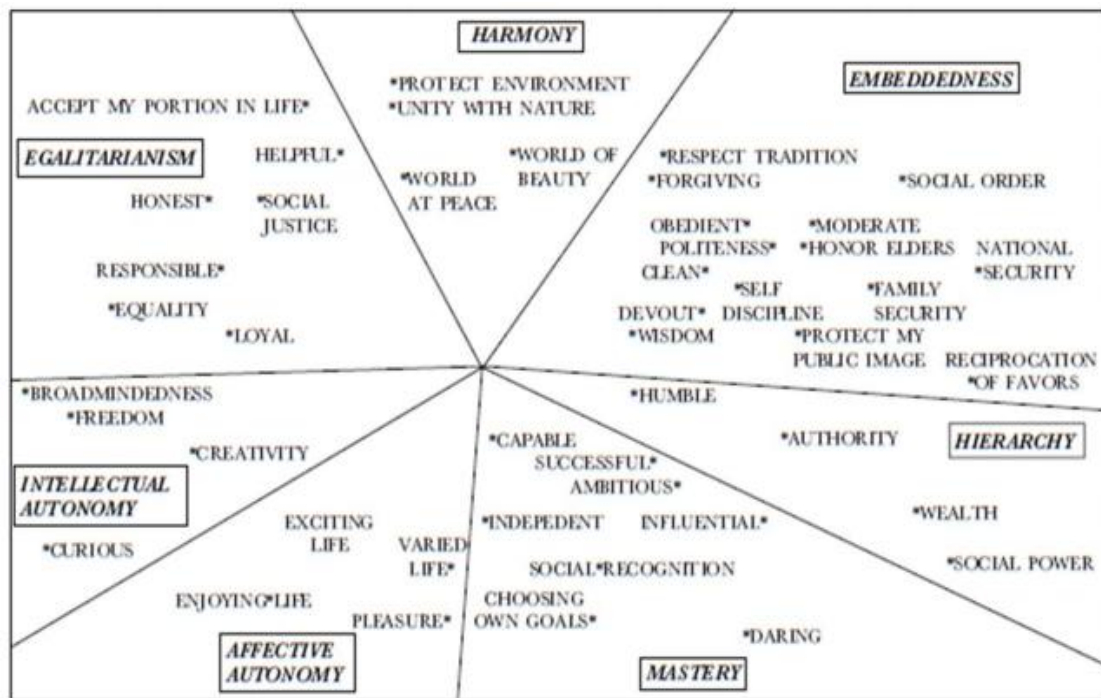 HARMONY
*PROTECT ENVIRONMENT
*UNITY WITH NATURE
*WORLD OF
BEAUTY
*WORLD
AT PEACE
EMBEDDEDNESS
*RESPECT TRADITION
*FORGIVING
*SOCIAL ORDER
OBEDIENT*
*MODERATE
POLITENESS*
*HONOR ELDERS
NATIONAL
*SECURITY
CLEAN*
*SELF
DISCIPLINE
*FAMILY
SECURITY
DEVOUT*
*WISDOM
*PROTECT MY
PUBLIC IMAGE
RECIPROCATION
*OF FAVORS
ACCEPT MY PORTION IN LIFE*
EGALITARIANISM
HELPFUL*
HONEST*
*SOCIAL
JUSTICE
RESPONSIBLE*
*EQUALITY
*LOYAL
*BROADMINDEDNESS
*FREEDOM
*CREATIVITY
INTELLECTUAL
AUTONOMY
*CURIOUS
EXCITING
LIFE
VARIED
LIFE*
ENJOYING*LIFE
PLEASURE*
AFFECTIVE
AUTONOMY
*CAPABLE
SUCCESSFUL*
AMBITIOUS*
*INDEPEDENT
INFLUENTIAL*
SOCIAL*RECOGNITION
CHOOSING
OWN GOALS*
*DARING
MASTERY
*HUMBLE
*AUTHORITY
HIERARCHY
*WEALTH
*SOCIAL POWER